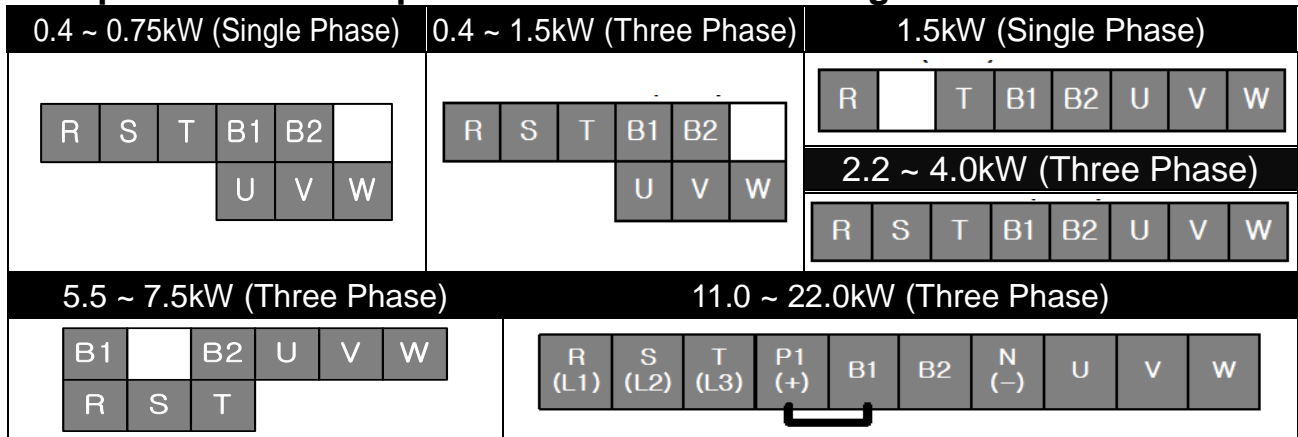 0.4 ~ 0.75kW (Single Phase)
R S T B1 B2
U V W
0.4 ~ 1.5kW (Three Phase)
R S T B1 B2
U V W
1.5kW (Single Phase)
R T B1 B2 U V W
2.2 ~ 4.0kW (Three Phase)
R S T B1 B2 U V W
5.5 ~ 7.5kW (Three Phase)
B1 B2 U V W
R S T
11.0 ~ 22.0kW (Three Phase)
R (L1) S (L2) T (L3) P1 (+) B1 B2 N (−) U V W